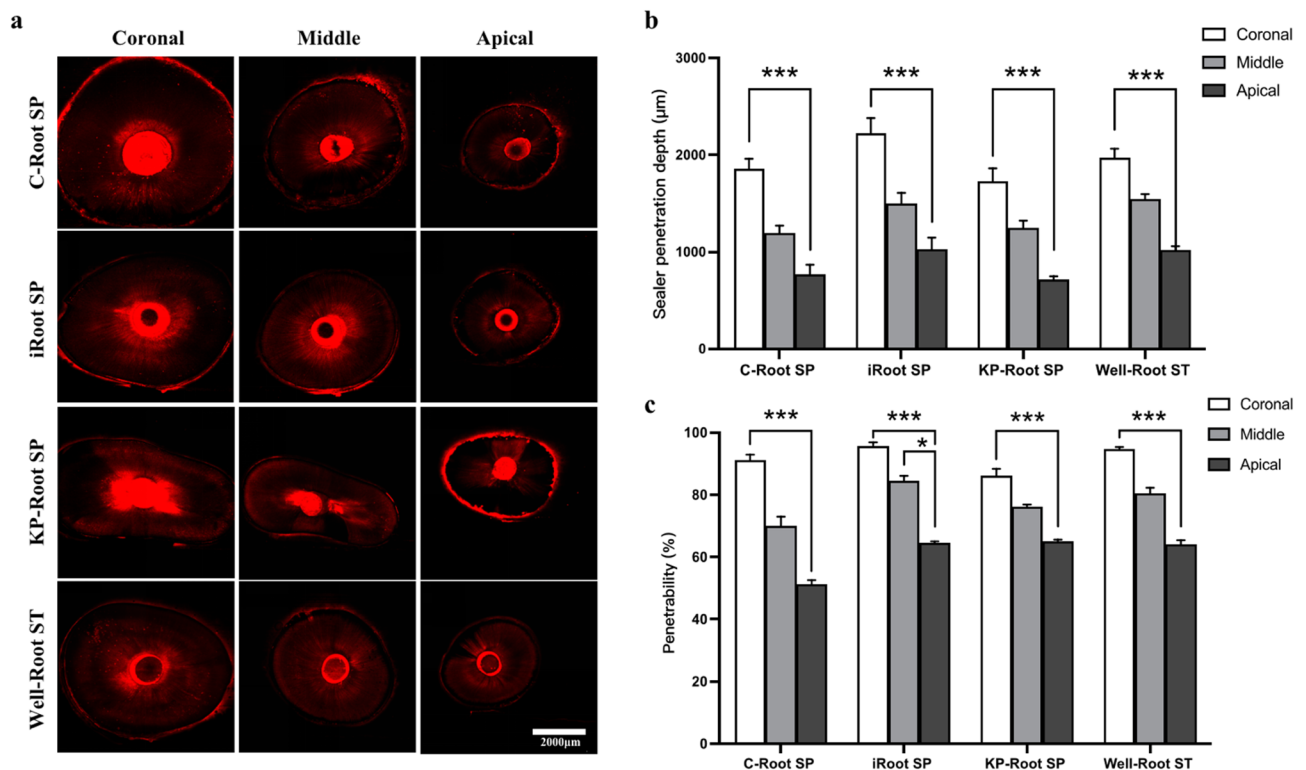 a
Coronal Middle Apical
C-Root SP
iRoot SP
KP-Root SP
Well-Root ST
2000μm
b
Coronal
Middle
Apical
Sealer penetration depth (μm)
3000
2000
1000
0
*** *** *** ***
C-Root SP iRoot SP KP-Root SP Well-Root ST
c
Coronal
Middle
Apical
Penetrability (%)
100
80
60
40
20
0
*** *** *** ***
*
C-Root SP iRoot SP KP-Root SP Well-Root ST